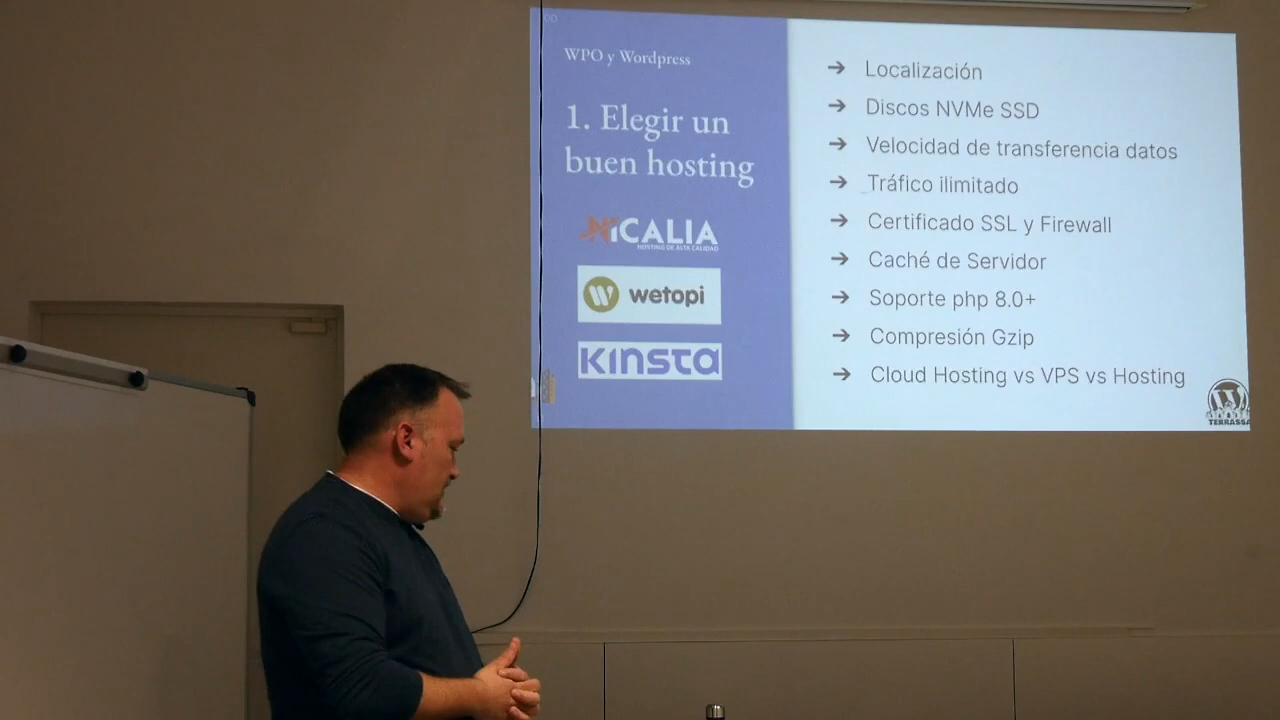 WPO y Wordpress
1. Elegir un
buen hosting
NiCALIA
HOSTING DE ALTA CALIDAD
wetopi
KINSTA
➔ Localización
➔ Discos NVMe SSD
➔ Velocidad de transferencia datos
➔ Tráfico ilimitado
➔ Certificado SSL y Firewall
➔ Caché de Servidor
➔ Soporte php 8.0+
➔ Compresión Gzip
➔ Cloud Hosting vs VPS vs Hosting
TERRASSA